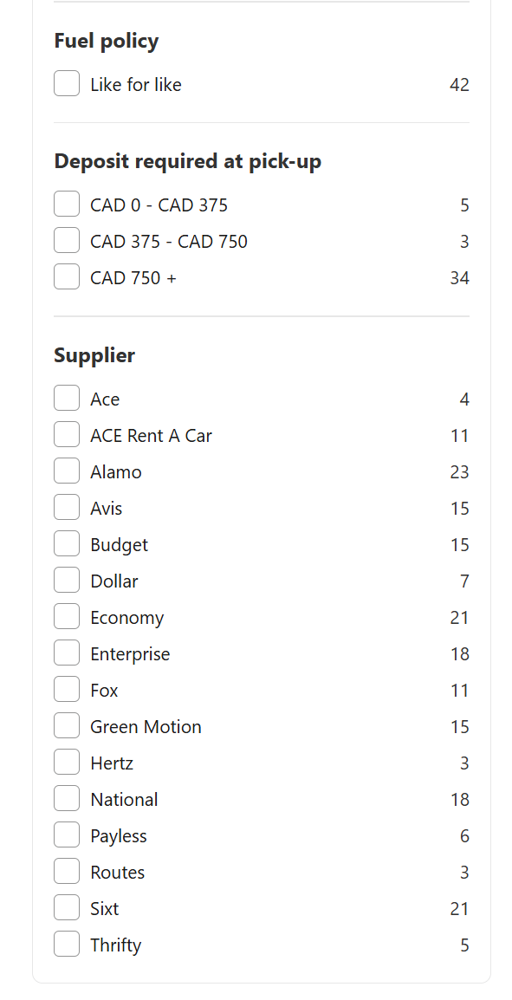 Fuel policy
Like for like 42
Deposit required at pick-up
CAD 0 - CAD 375 5
CAD 375 - CAD 750 3
CAD 750 + 34
Supplier
Ace 4
ACE Rent A Car 11
Alamo 23
Avis 15
Budget 15
Dollar 7
Economy 21
Enterprise 18
Fox 11
Green Motion 15
Hertz 3
National 18
Payless 6
Routes 3
Sixt 21
Thrifty 5